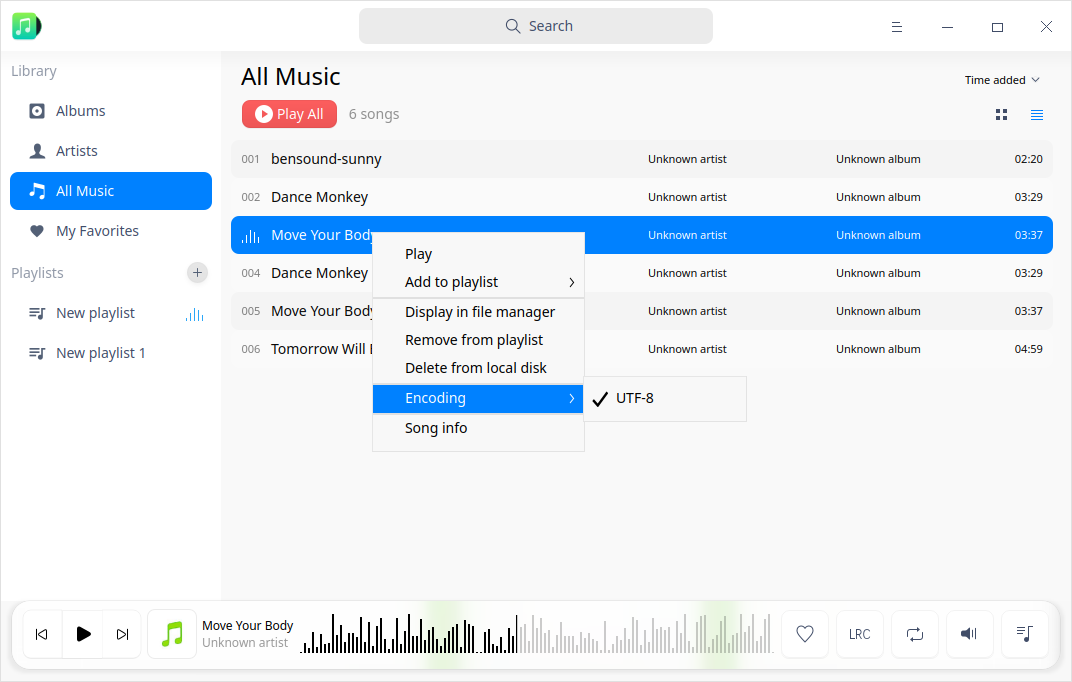 Search
Library
Albums
Artists
All Music
My Favorites
Playlists
New playlist
New playlist 1
All Music
Time added
Play All 6 songs
001 bensound-sunny Unknown artist Unknown album 02:20
002 Dance Monkey Unknown artist Unknown album 03:29
Move Your Body Unknown artist Unknown album 03:37
004 Dance Monkey Unknown artist Unknown album 03:29
005 Move Your Body Unknown artist Unknown album 03:37
006 Tomorrow Will Unknown artist Unknown album 04:59
Play
Add to playlist
Display in file manager
Remove from playlist
Delete from local disk
Encoding
UTF-8
Song info
Move Your Body
Unknown artist
LRC